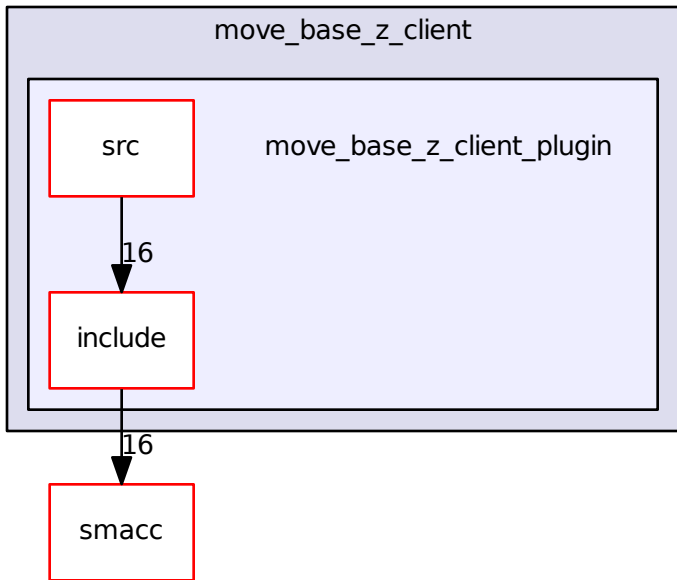 move_base_z_client
src
move_base_z_client_plugin
16
include
16
smacc